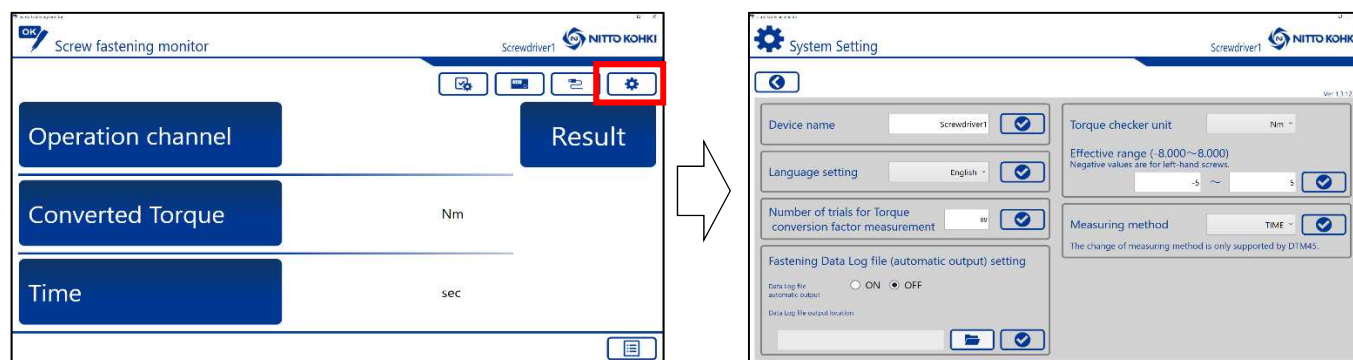 OK
Screw fastening monitor
Screwdriver1
NITTO KOHKI
Operation channel
Result
Converted Torque
Nm
Time
sec
System Setting
Screwdriver1
NITTO KOHKI
Device name
Screwdriver1
Language setting
English
Number of trials for Torque
conversion factor measurement
99
Fastening Data Log file (automatic output) setting
Data Log file
automatic output
ON
OFF
Data Log file output location
Torque checker unit
Nm
Effective range (-8.000～8.000)
Negative values are for left-hand screws.
-5 ～ 5
Measuring method
TIME
The change of measuring method is only supported by DTM45.